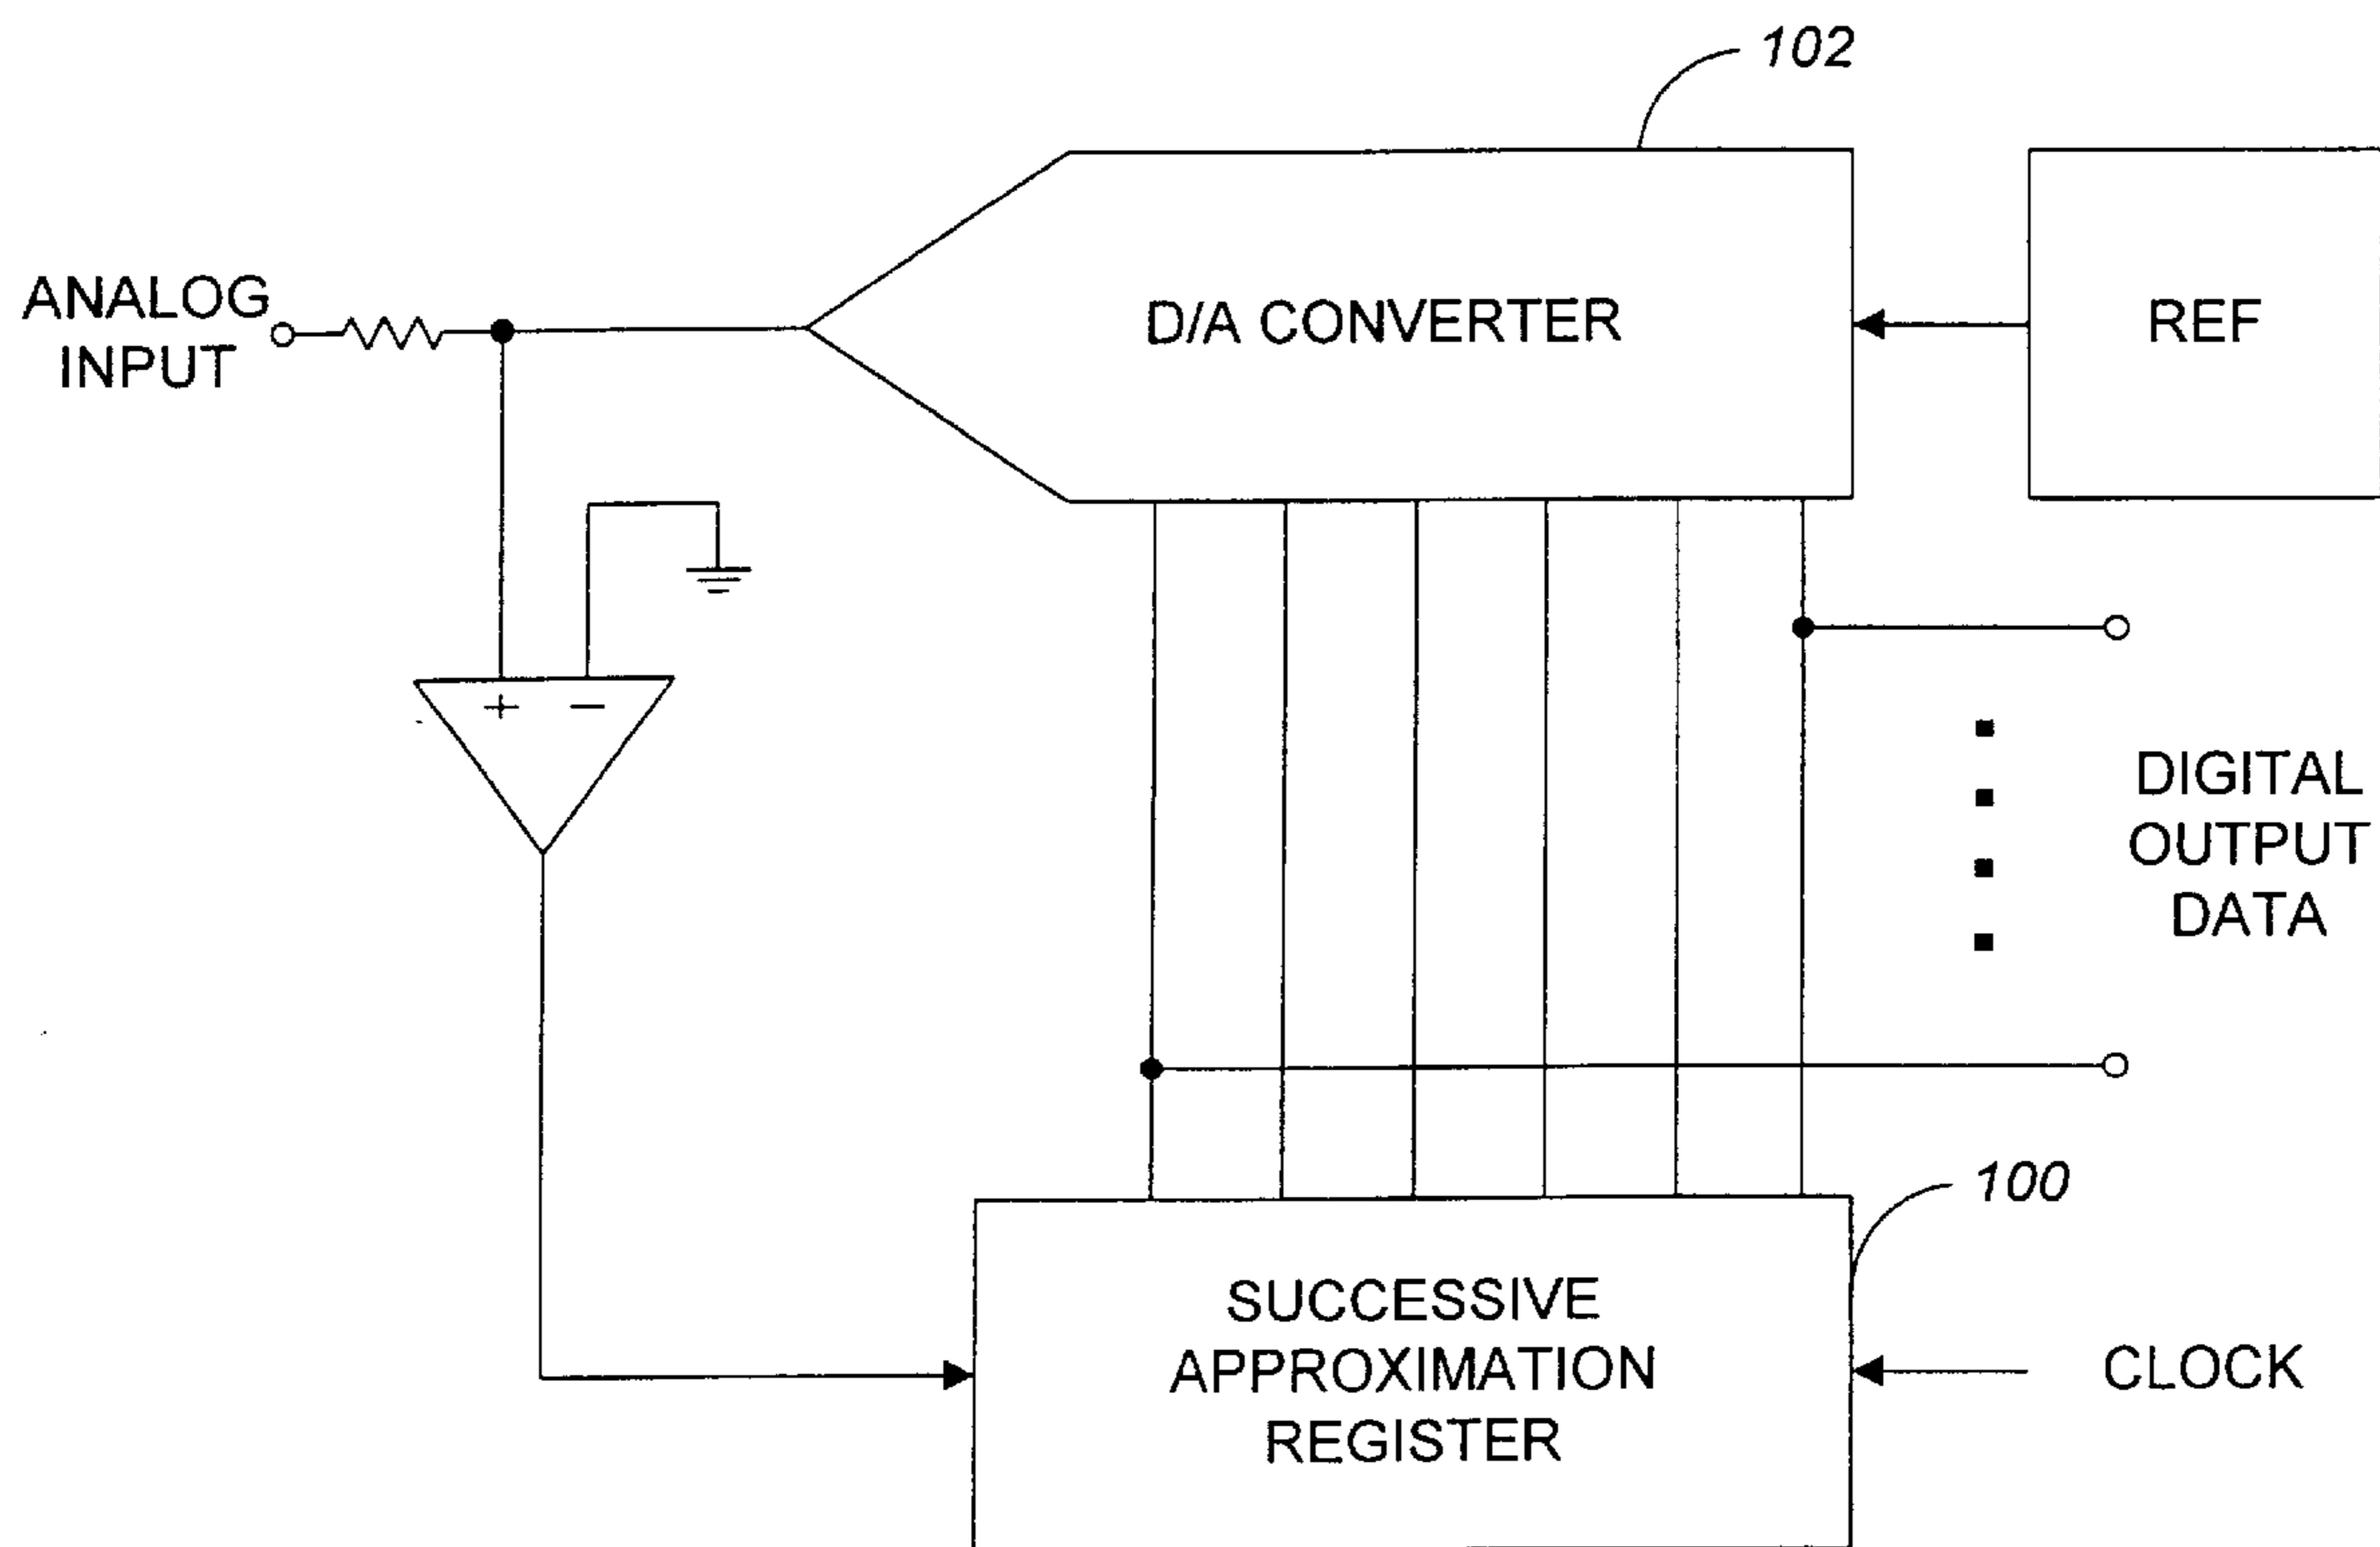 102
ANALOG
INPUT
D/A CONVERTER
REF
+ −
DIGITAL
OUTPUT
DATA
100
SUCCESSIVE
APPROXIMATION
REGISTER
CLOCK